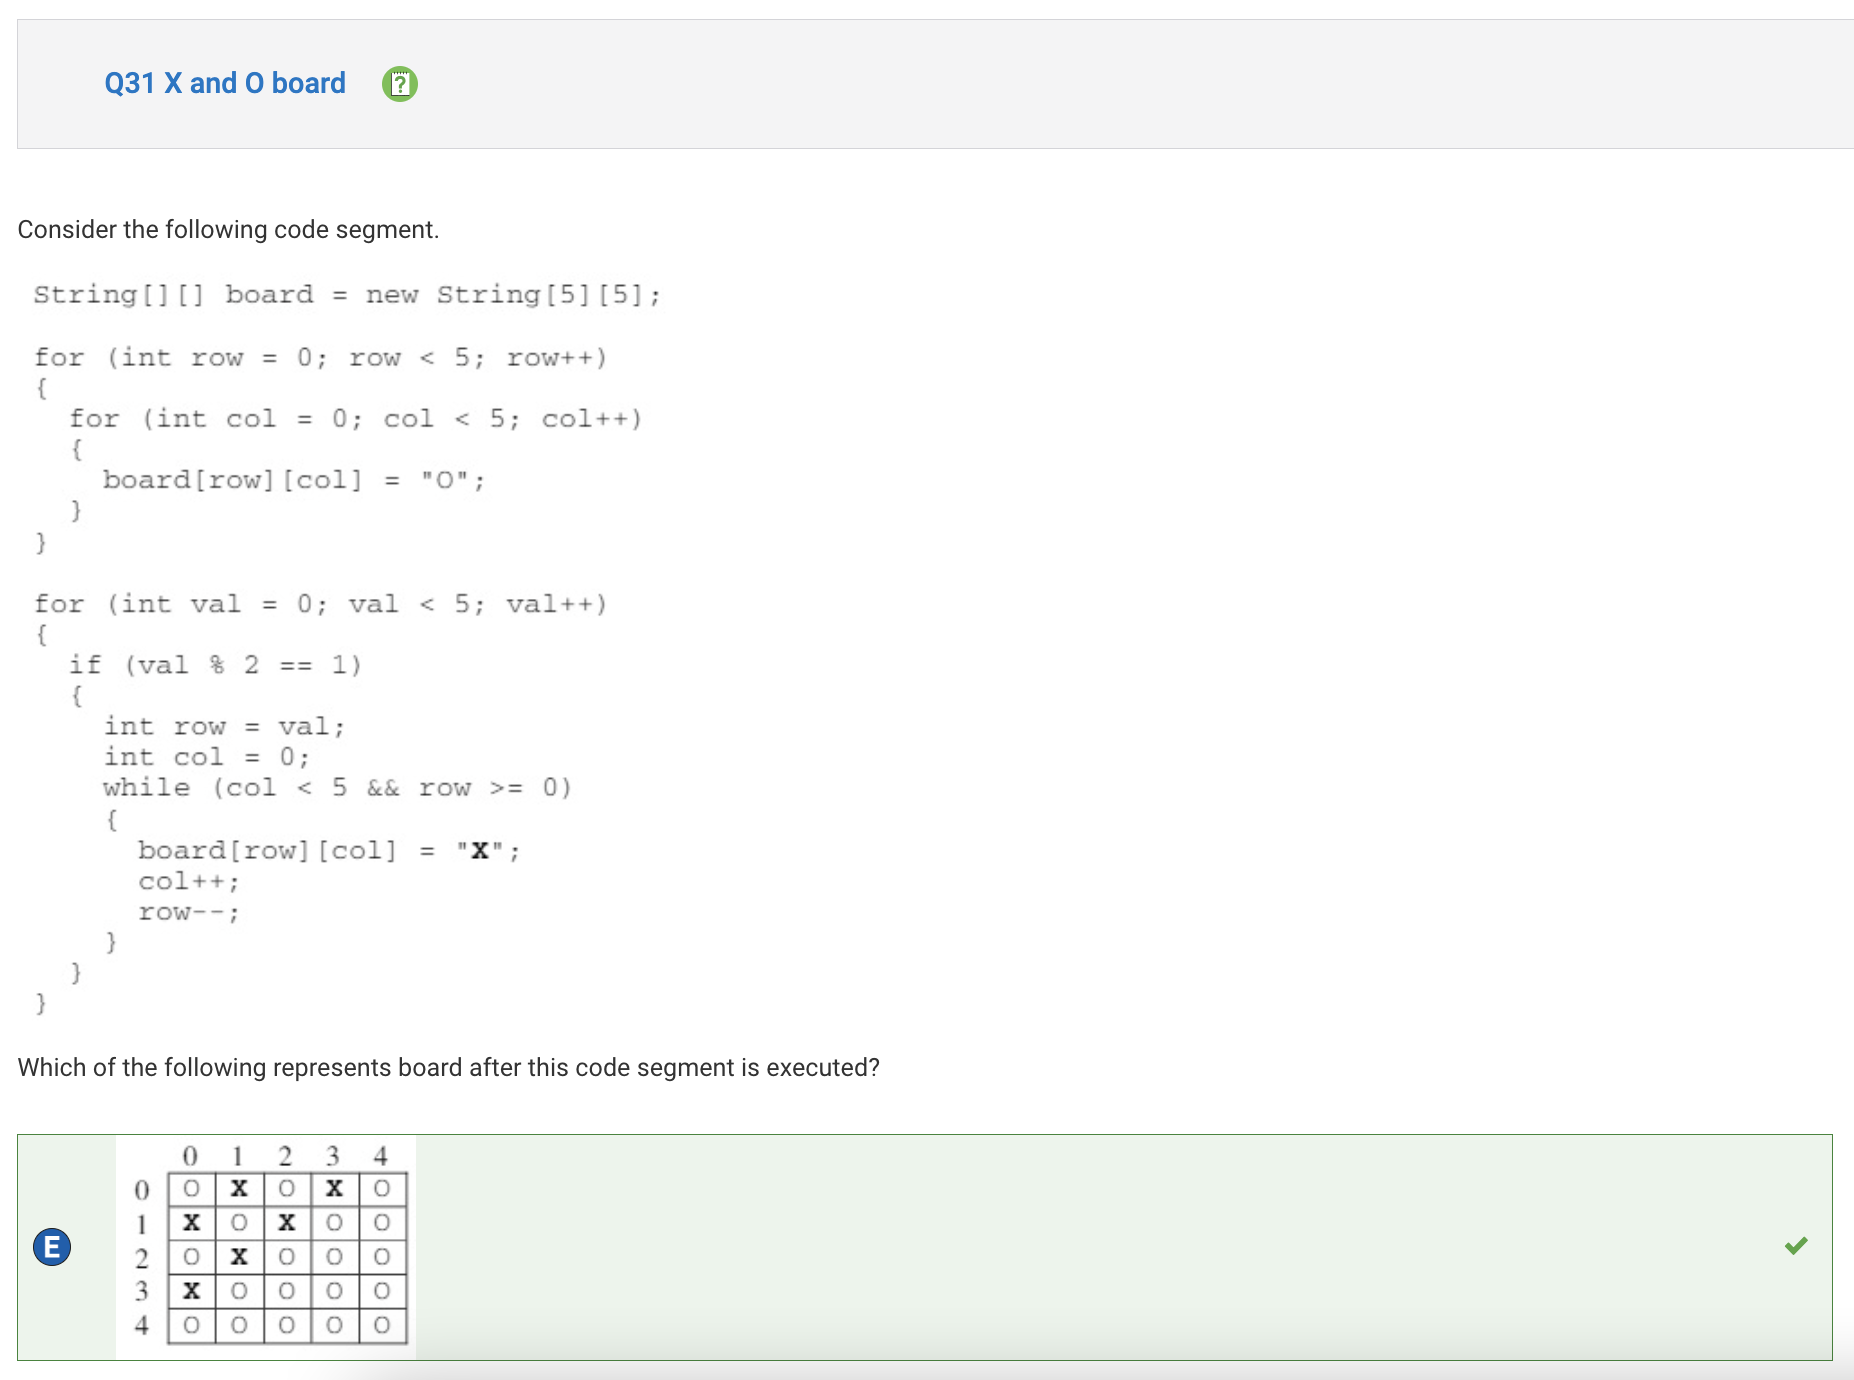 Q31 X and O board
?
Consider the following code segment.
String[][] board = new String[5][5];
for (int row = 0; row < 5; row++)
{
for (int col = 0; col < 5; col++)
{
board[row][col] = "O";
}
}
for (int val = 0; val < 5; val++)
{
if (val % 2 == 1)
{
int row = val;
int col = 0;
while (col < 5 && row >= 0)
{
board[row][col] = "X";
col++;
row--;
}
}
}
Which of the following represents board after this code segment is executed?
E
0 1 2 3 4
0 O X O X O
1 X O X O O
2 O X O O O
3 X O O O O
4 O O O O O